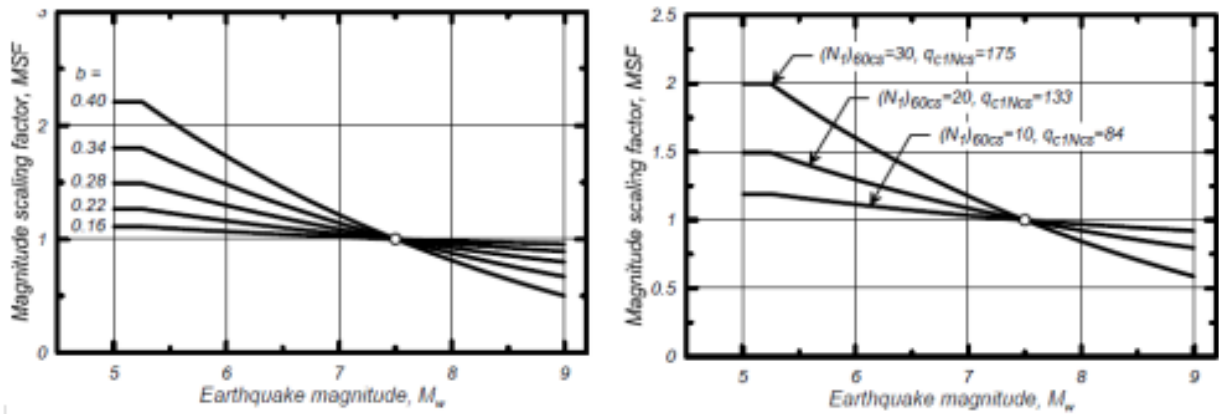 3
2
1
0
Magnitude scaling factor, MSF
b =
0.40
0.34
0.28
0.22
0.16
5 6 7 8 9
Earthquake magnitude, Mw
2.5
2
1.5
1
0.5
0
Magnitude scaling factor, MSF
(N1)60cs=30, qc1Ncs=175
(N1)60cs=20, qc1Ncs=133
(N1)60cs=10, qc1Ncs=84
5 6 7 8 9
Earthquake magnitude, Mw